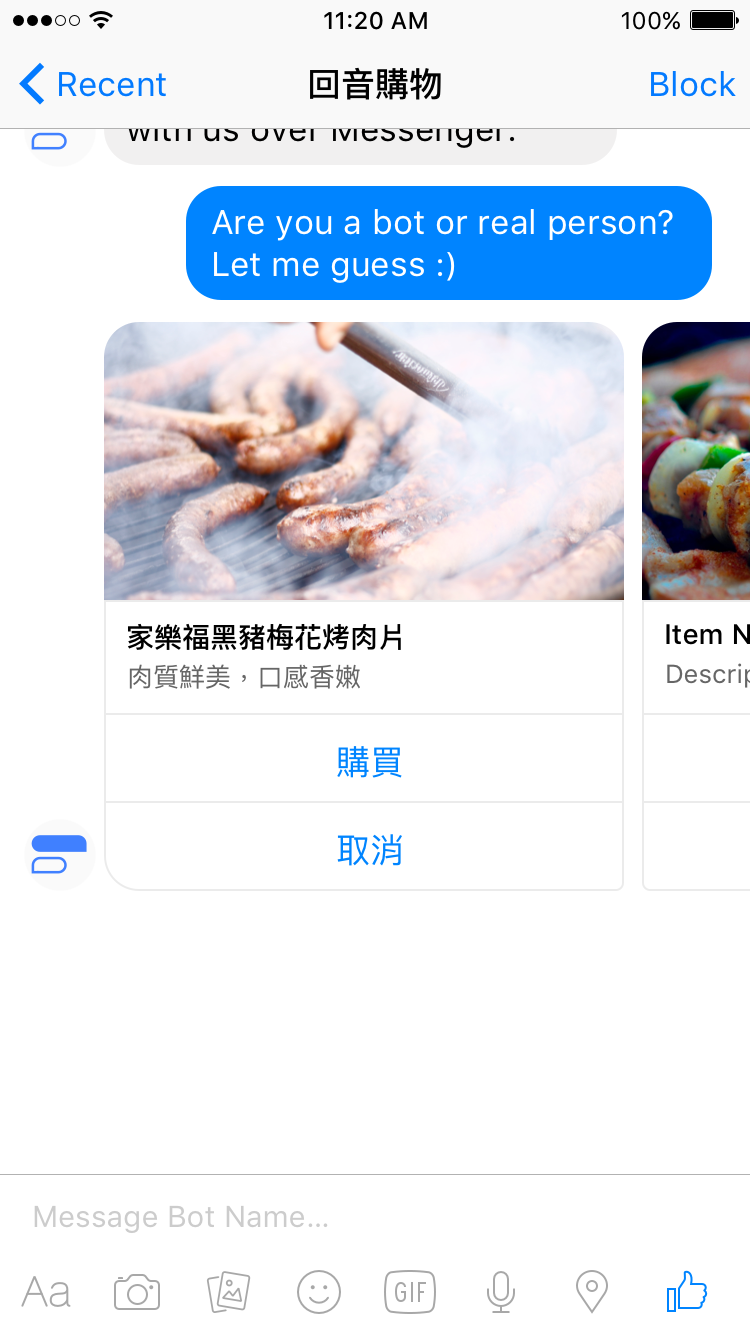 11:20 AM
100%
Recent
回音購物
Block
with us over Messenger.
Are you a bot or real person?
Let me guess :)
家樂福黑豬梅花烤肉片
肉質鮮美，口感香嫩
購買
取消
Item N
Descrip
Message Bot Name...
Aa
GIF